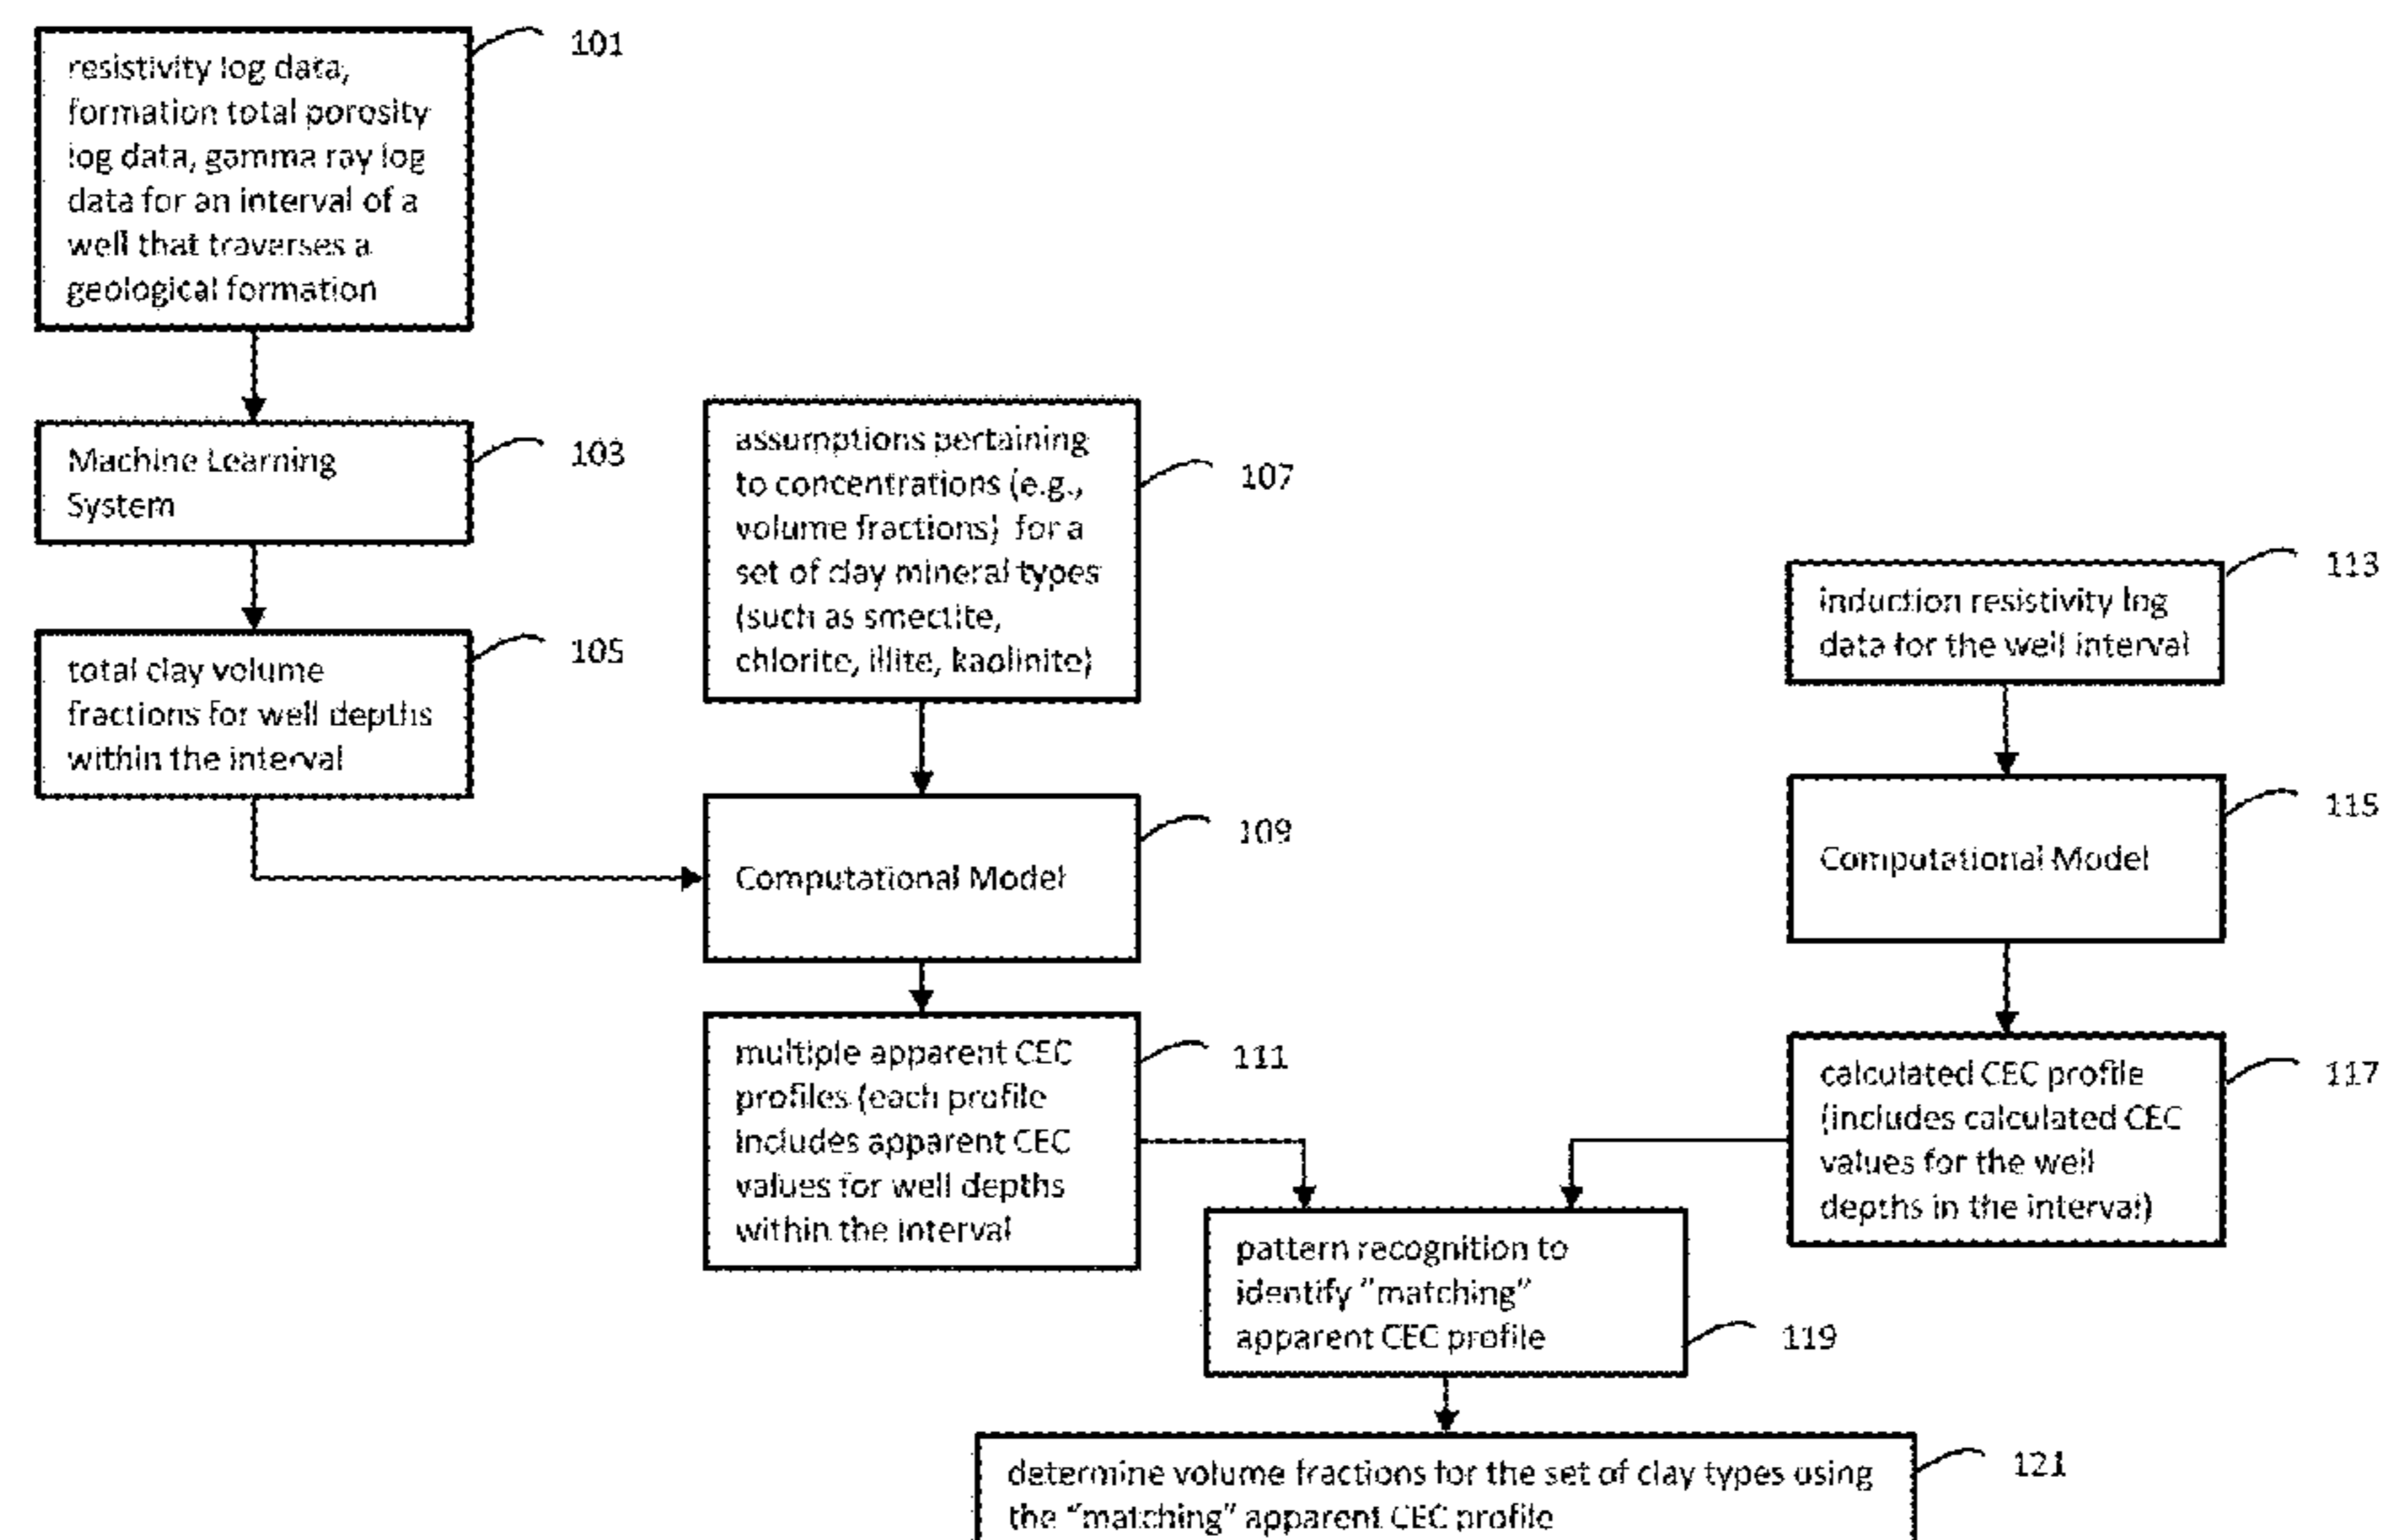 resistivity log data,
formation total porosity
log data, gamma ray log
data for an interval of a
well that traverses a
geological formation
101
Machine Learning
System
103
total clay volume
fractions for well depths
within the interval
105
assumptions pertaining
to concentrations (e.g.,
volume fractions) for a
set of clay mineral types
(such as smectite,
chlorite, illite, kaolinite)
107
Computational Model
109
multiple apparent CEC
profiles (each profile
includes apparent CEC
values for well depths
within the interval
111
induction resistivity log
data for the well interval
113
Computational Model
115
calculated CEC profile
(includes calculated CEC
values for the well
depths in the interval)
117
pattern recognition to
identify "matching"
apparent CEC profile
119
determine volume fractions for the set of clay types using
the "matching" apparent CEC profile
121